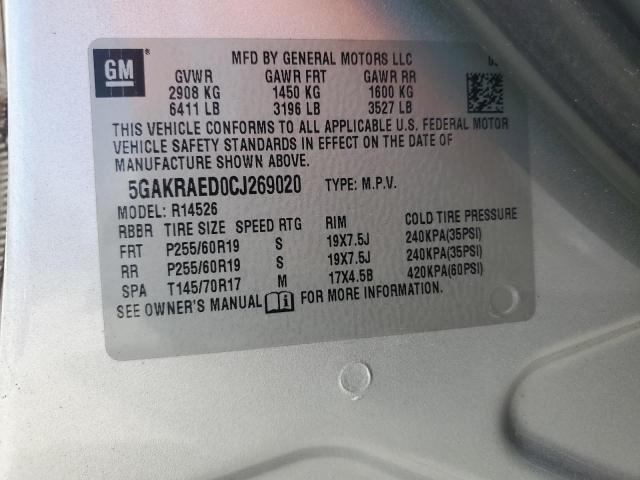 GM
MFD BY GENERAL MOTORS LLC
GVWR GAWR FRT GAWR RR
2908 KG 1450 KG 1600 KG
6411 LB 3196 LB 3527 LB
THIS VEHICLE CONFORMS TO ALL APPLICABLE U.S. FEDERAL MOTOR
VEHICLE SAFETY STANDARDS IN EFFECT ON THE DATE OF
MANUFACTURE SHOWN ABOVE.
5GAKRAED0CJ269020 TYPE: M.P.V.
MODEL: R14526
RBBR TIRE SIZE SPEED RTG RIM COLD TIRE PRESSURE
FRT P255/60R19 S 19X7.5J 240KPA(35PSI)
RR P255/60R19 S 19X7.5J 240KPA(35PSI)
SPA T145/70R17 M 17X4.5B 420KPA(60PSI)
SEE OWNER'S MANUAL FOR MORE INFORMATION.